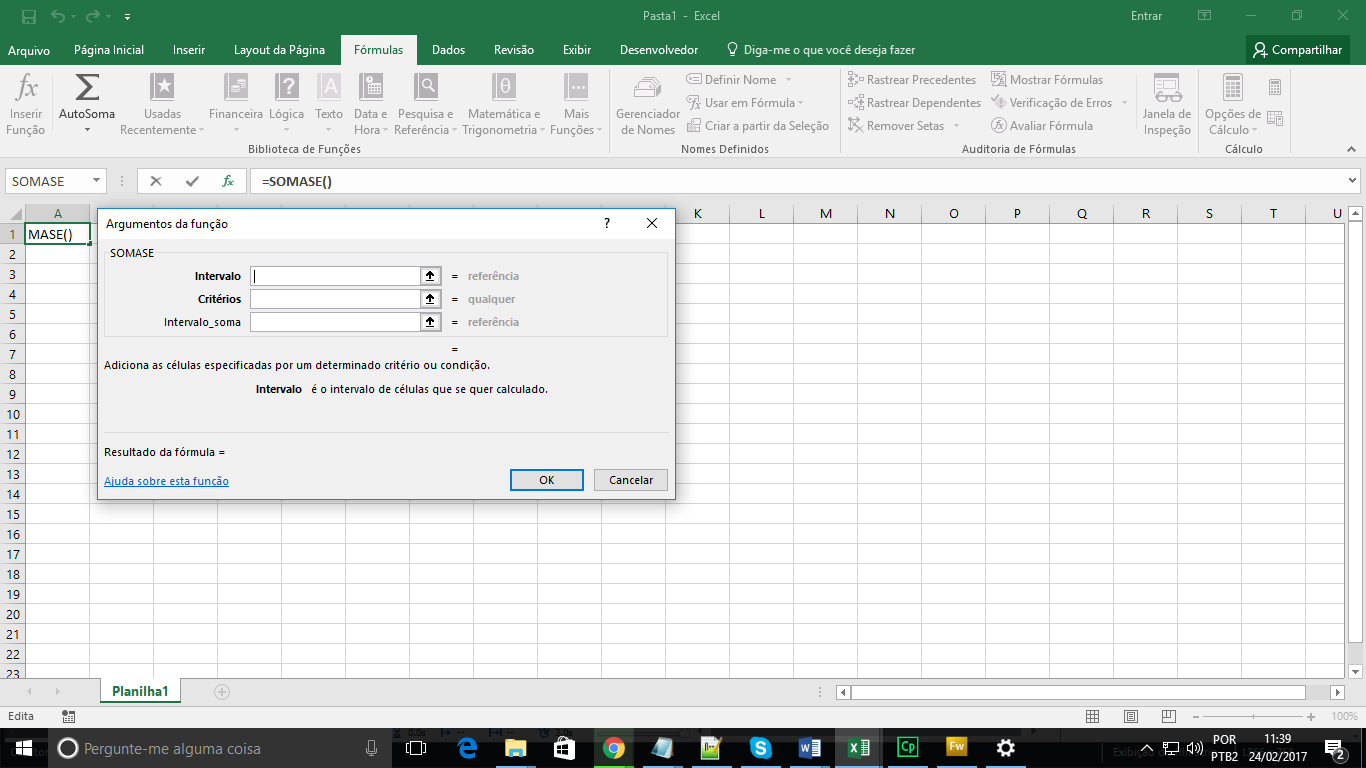 Pasta1 - Excel
Entrar
Arquivo Página Inicial Inserir Layout da Página Fórmulas Dados Revisão Exibir Desenvolvedor Diga-me o que você deseja fazer Compartilhar
fx Inserir Função
Σ AutoSoma
Usadas Recentemente
Financeira
Lógica
Texto
Data e Hora
Pesquisa e Referência
Matemática e Trigonometria
Mais Funções
Biblioteca de Funções
Gerenciador de Nomes
Definir Nome
Usar em Fórmula
Criar a partir da Seleção
Nomes Definidos
Rastrear Precedentes
Rastrear Dependentes
Remover Setas
Mostrar Fórmulas
Verificação de Erros
Avaliar Fórmula
Auditoria de Fórmulas
Janela de Inspeção
Opções de Cálculo
Cálculo
SOMASE fx =SOMASE()
A K L M N O P Q R S T U
1 MASE()
2
3
4
5
6
7
8
9
10
11
12
13
14
15
16
17
18
19
20
21
22
23
Argumentos da função ?
SOMASE
Intervalo = referência
Critérios = qualquer
Intervalo_soma = referência
=
Adiciona as células especificadas por um determinado critério ou condição.
Intervalo é o intervalo de células que se quer calculado.
Resultado da fórmula =
Ajuda sobre esta função
OK Cancelar
Planilha1
Edita
100%
Pergunte-me alguma coisa
Cp
Fw
POR
PTB2
11:39
24/02/2017
2